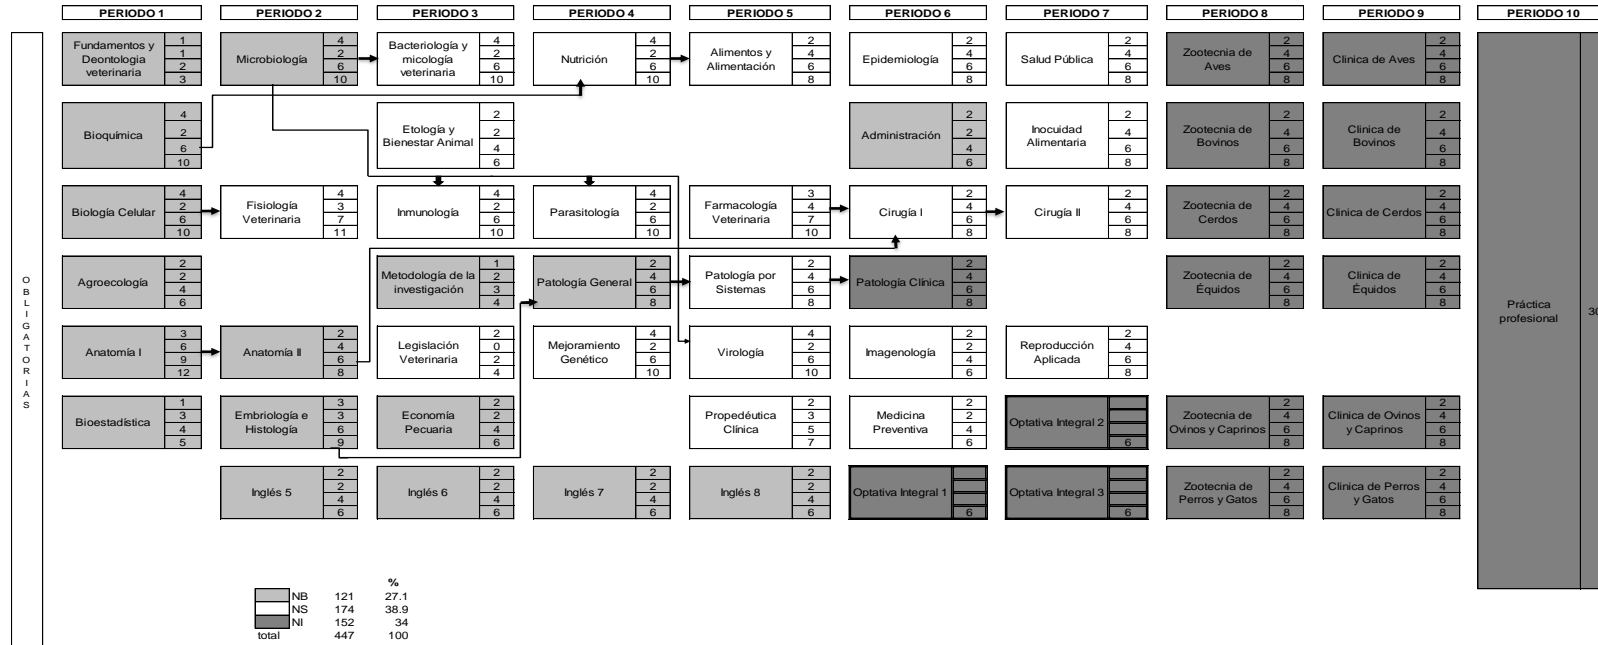 PERIODO 1 PERIODO 2 PERIODO 3 PERIODO 4 PERIODO 5 PERIODO 6 PERIODO 7 PERIODO 8 PERIODO 9 PERIODO 10
OBLIGATORIAS
Fundamentos y
Deontologia
veterinaria
1
1
2
3
Microbiología
4
2
6
10
Bacteriología y
micología
veterinaria
4
2
6
10
Nutrición
4
2
6
10
Alimentos y
Alimentación
2
4
6
8
Epidemiología
2
4
6
8
Salud Pública
2
4
6
8
Zootecnia de
Aves
2
4
6
8
Clinica de Aves
2
4
6
8
Bioquímica
4
2
6
10
Etología y
Bienestar Animal
2
2
4
6
Administración
2
2
4
6
Inocuidad
Alimentaria
2
4
6
8
Zootecnia de
Bovinos
2
4
6
8
Clinica de
Bovinos
2
4
6
8
Biología Celular
4
2
6
10
Fisiología
Veterinaria
4
3
7
11
Inmunología
4
2
6
10
Parasitología
4
2
6
10
Farmacología
Veterinaria
3
4
7
10
Cirugía I
2
4
6
8
Cirugía II
2
4
6
8
Zootecnia de
Cerdos
2
4
6
8
Clinica de Cerdos
2
4
6
8
Agroecología
2
2
4
6
Metodología de la
investigación
1
2
3
4
Patología General
2
4
6
8
Patología por
Sistemas
2
4
6
8
Patología Clínica
2
4
6
8
Zootecnia de
Équidos
2
4
6
8
Clinica de
Équidos
2
4
6
8
Anatomía I
3
6
9
12
Anatomía II
2
4
6
8
Legislación
Veterinaria
2
0
2
4
Mejoramiento
Genético
4
2
6
10
Virología
4
2
6
10
Imagenología
2
2
4
6
Reproducción
Aplicada
2
4
6
8
Bioestadística
1
3
4
5
Embriología e
Histología
3
3
6
9
Economía
Pecuaria
2
2
4
6
Propedéutica
Clínica
2
3
5
7
Medicina
Preventiva
2
2
4
6
Optativa Integral 2
6
Zootecnia de
Ovinos y Caprinos
2
4
6
8
Clinica de Ovinos
y Caprinos
2
4
6
8
Inglés 5
2
2
4
6
Inglés 6
2
2
4
6
Inglés 7
2
2
4
6
Inglés 8
2
2
4
6
Optativa Integral 1
6
Optativa Integral 3
6
Zootecnia de
Perros y Gatos
2
4
6
8
Clinica de Perros
y Gatos
2
4
6
8
Práctica
profesional
30
%
NB 121 27.1
NS 174 38.9
NI 152 34
total 447 100